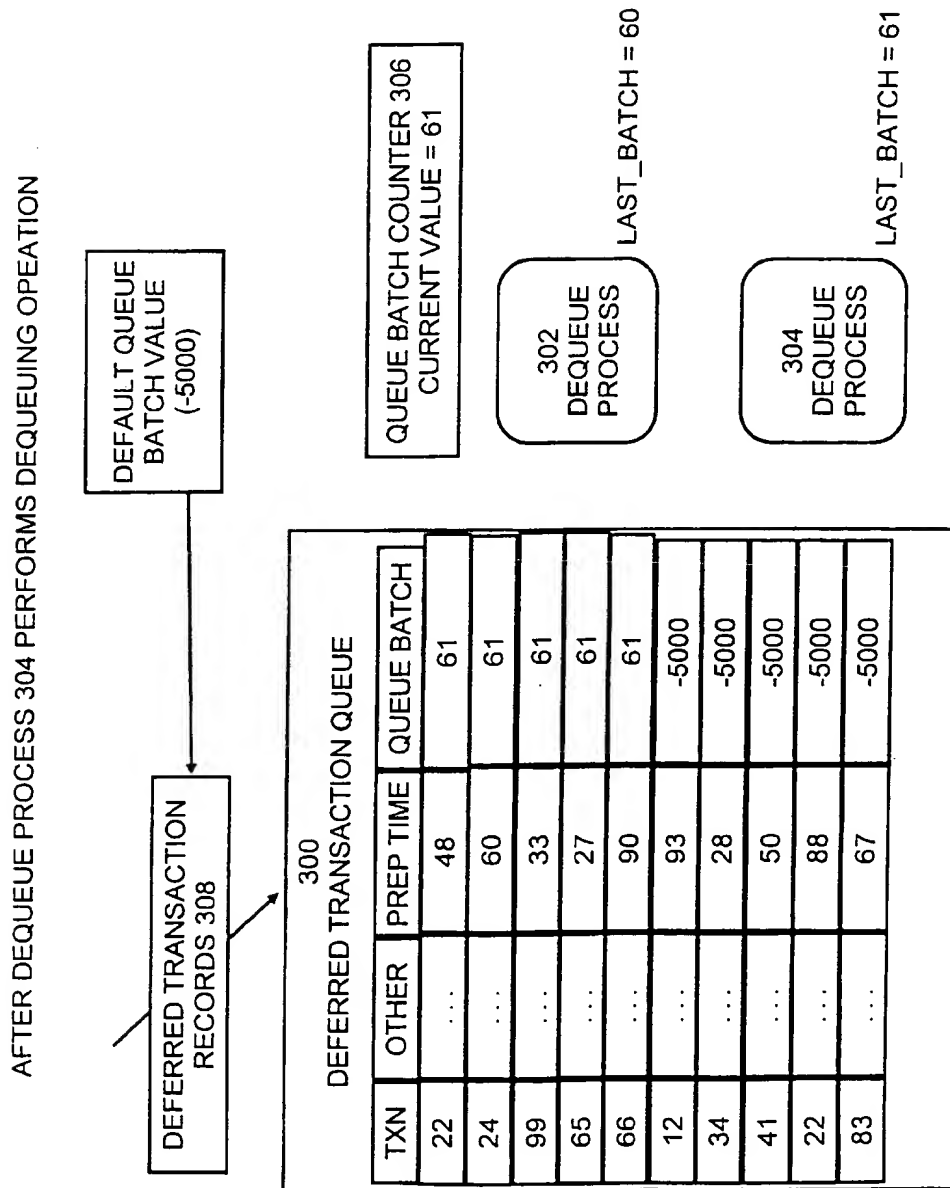 AFTER DEQUEUE PROCESS 304 PERFORMS DEQUEUING OPEATION
DEFAULT QUEUE
BATCH VALUE
(-5000)
DEFERRED TRANSACTION
RECORDS 308
300
DEFERRED TRANSACTION QUEUE
TXN OTHER PREP TIME QUEUE BATCH
22 ... 48 61
24 ... 60 61
99 ... 33 61
65 ... 27 61
66 ... 90 61
12 ... 93 -5000
34 ... 28 -5000
41 ... 50 -5000
22 ... 88 -5000
83 ... 67 -5000
QUEUE BATCH COUNTER 306
CURRENT VALUE = 61
302
DEQUEUE
PROCESS
LAST_BATCH = 60
304
DEQUEUE
PROCESS
LAST_BATCH = 61